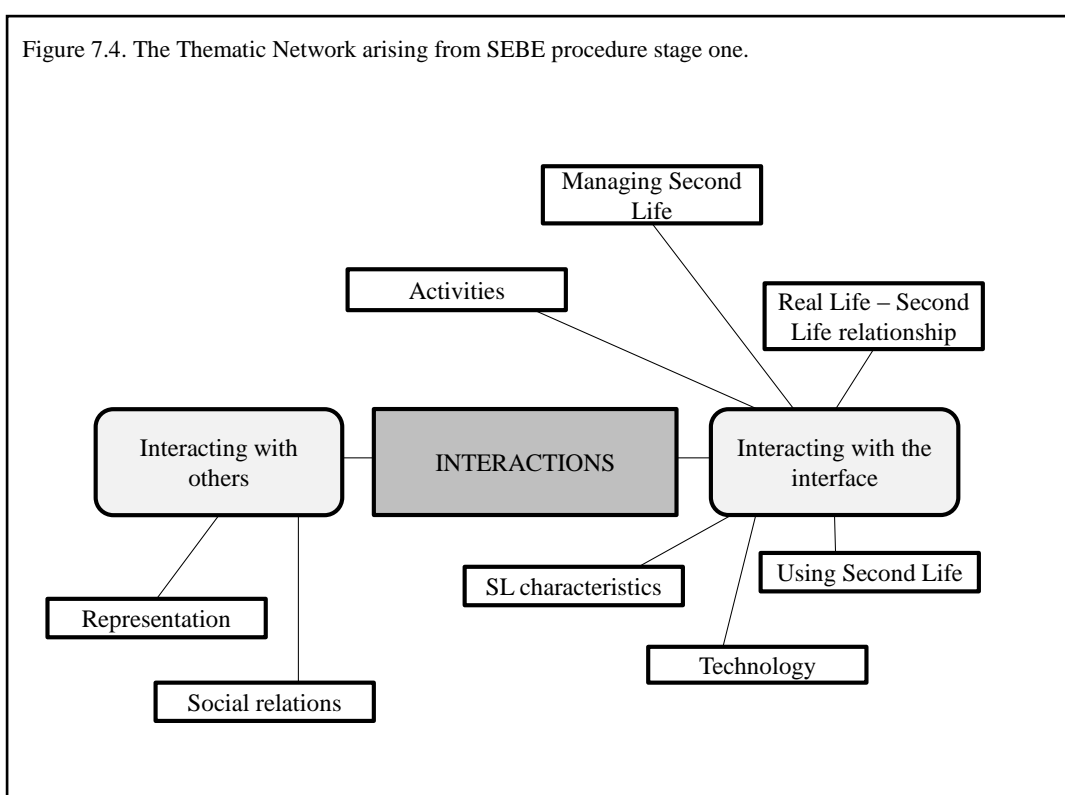 Figure 7.4. The Thematic Network arising from SEBE procedure stage one.
Managing Second
Life
Activities
Real Life – Second
Life relationship
Interacting with
others
INTERACTIONS
Interacting with the
interface
SL characteristics
Using Second Life
Representation
Technology
Social relations